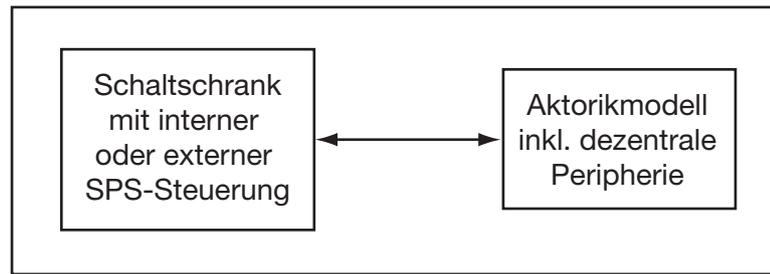 Schaltschrank
mit interner
oder externer
SPS-Steuerung
Aktorikmodell
inkl. dezentrale
Peripherie